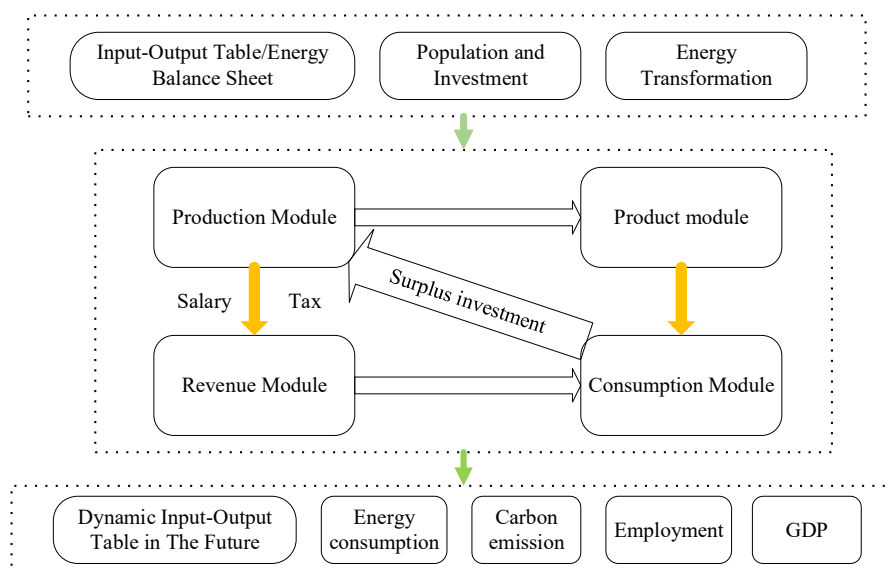 Input-Output Table/Energy
Balance Sheet
Population and
Investment
Energy
Transformation
Production Module
Product module
Salary
Tax
Surplus investment
Revenue Module
Consumption Module
Dynamic Input-Output
Table in The Future
Energy
consumption
Carbon
emission
Employment
GDP